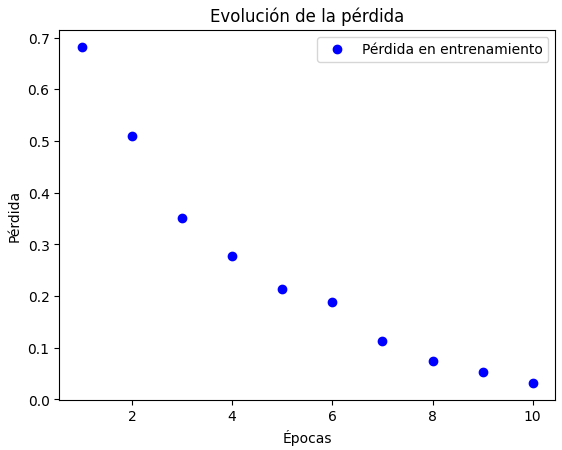 Evolución de la pérdida
Pérdida en entrenamiento
0.7
0.6
0.5
0.4
0.3
0.2
0.1
0.0
Pérdida
2 4 6 8 10
Épocas